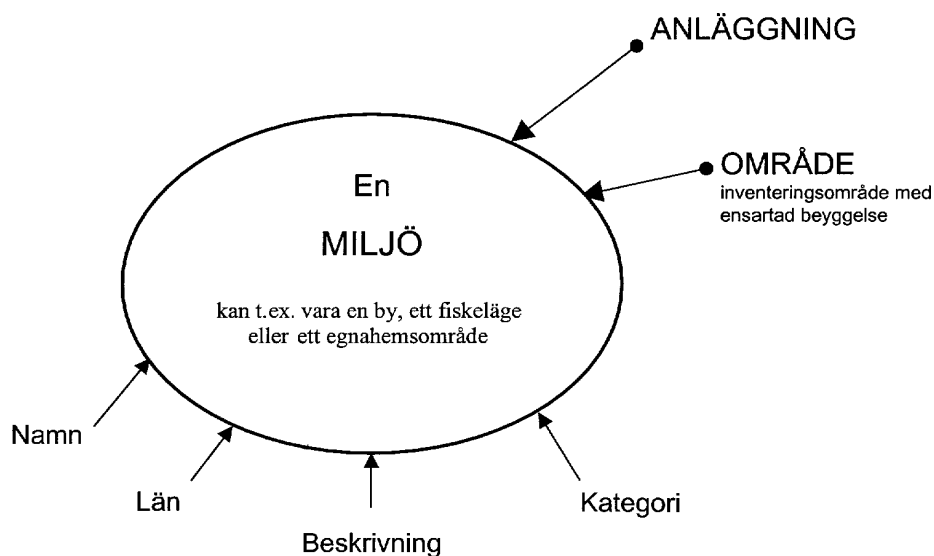 ANLÄGGNING
OMRÅDE
inventeringsområde med
ensartad beyggelse
En
MILJÖ
kan t.ex. vara en by, ett fiskeläge
eller ett egnahemsområde
Namn
Län
Beskrivning
Kategori